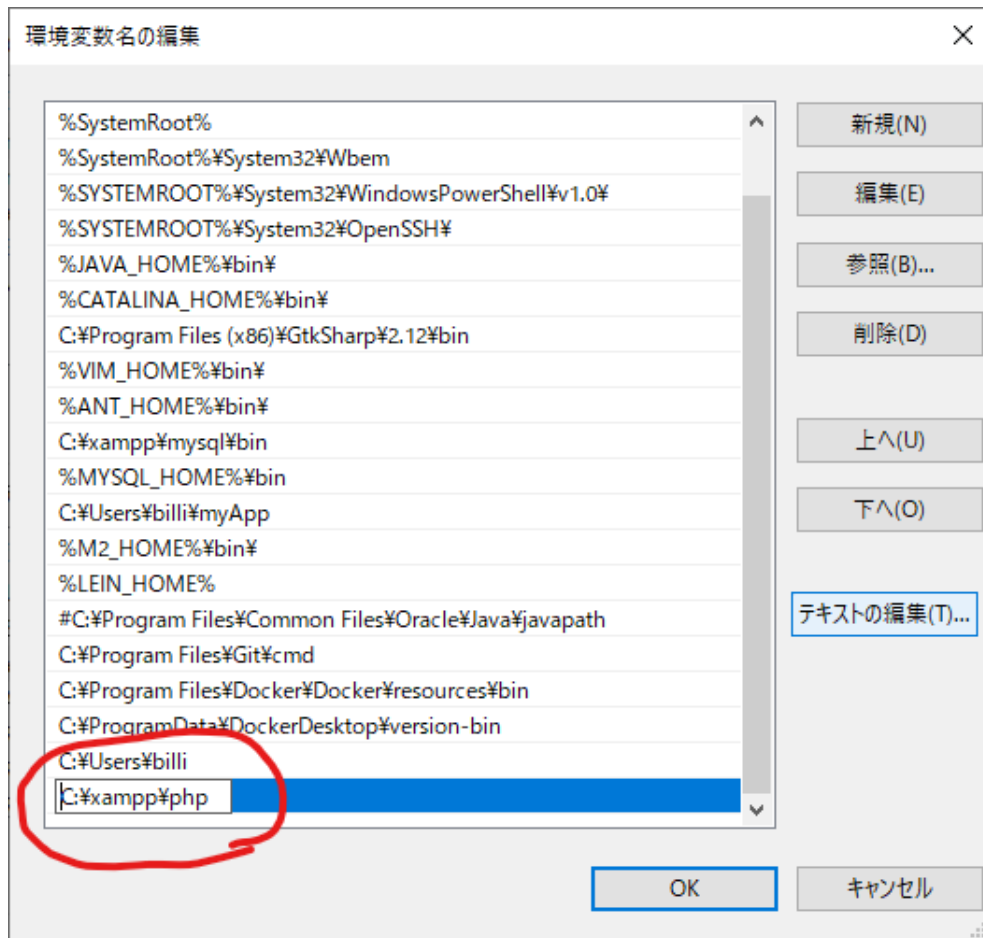 環境変数名の編集
%SystemRoot%
%SystemRoot%¥System32¥Wbem
%SYSTEMROOT%¥System32¥WindowsPowerShell¥v1.0¥
%SYSTEMROOT%¥System32¥OpenSSH¥
%JAVA_HOME%¥bin¥
%CATALINA_HOME%¥bin¥
C:¥Program Files (x86)¥GtkSharp¥2.12¥bin
%VIM_HOME%¥bin¥
%ANT_HOME%¥bin¥
C:¥xampp¥mysql¥bin
%MYSQL_HOME%¥bin
C:¥Users¥billi¥myApp
%M2_HOME%¥bin¥
%LEIN_HOME%
#C:¥Program Files¥Common Files¥Oracle¥Java¥javapath
C:¥Program Files¥Git¥cmd
C:¥Program Files¥Docker¥Docker¥resources¥bin
C:¥ProgramData¥DockerDesktop¥version-bin
C:¥Users¥billi
C:¥xampp¥php
新規(N)
編集(E)
参照(B)...
削除(D)
上へ(U)
下へ(O)
テキストの編集(T)...
OK
キャンセル